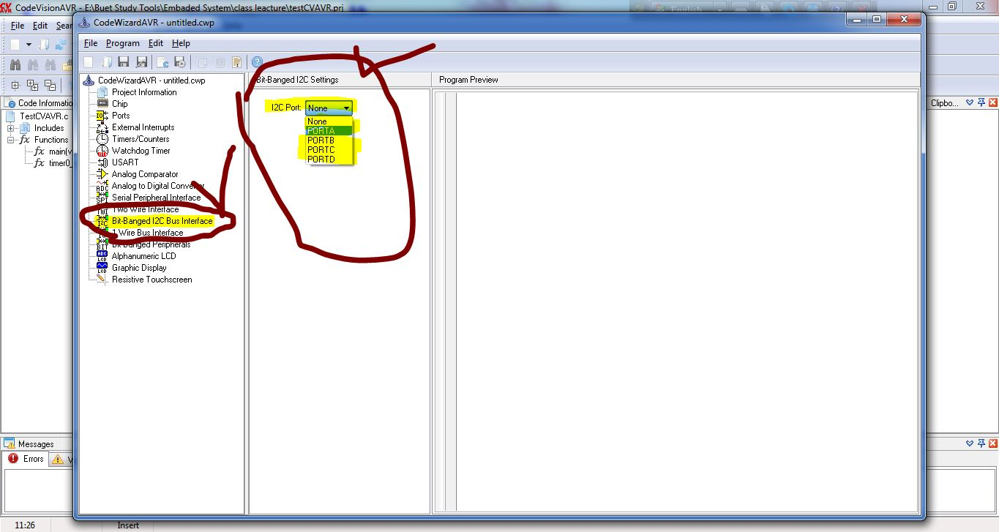 CodeVisionAVR - E:\Buet Study Tools\Embaded System\class leacture\testCVAVR.prj
English
File Edit Sear
CodeWizardAVR - untitled.cwp
File Program Edit Help
CodeWizardAVR - untitled.cwp
Project Information
Chip
Ports
External Interrupts
Timers/Counters
Watchdog Timer
USART
Analog Comparator
Analog to Digital Converter
Serial Peripheral Interface
Two Wire Interface
Bit-Banged I2C Bus Interface
1 Wire Bus Interface
Bit-Banged Peripherals
Alphanumeric LCD
Graphic Display
Resistive Touchscreen
Bit-Banged I2C Settings
I2C Port: None
None
PORTA
PORTB
PORTC
PORTD
Program Preview
Code Informatio
TestCVAVR.c
Includes
Functions
main(v
timer0_
Clipbo...
Messages
Errors
11:26 Insert